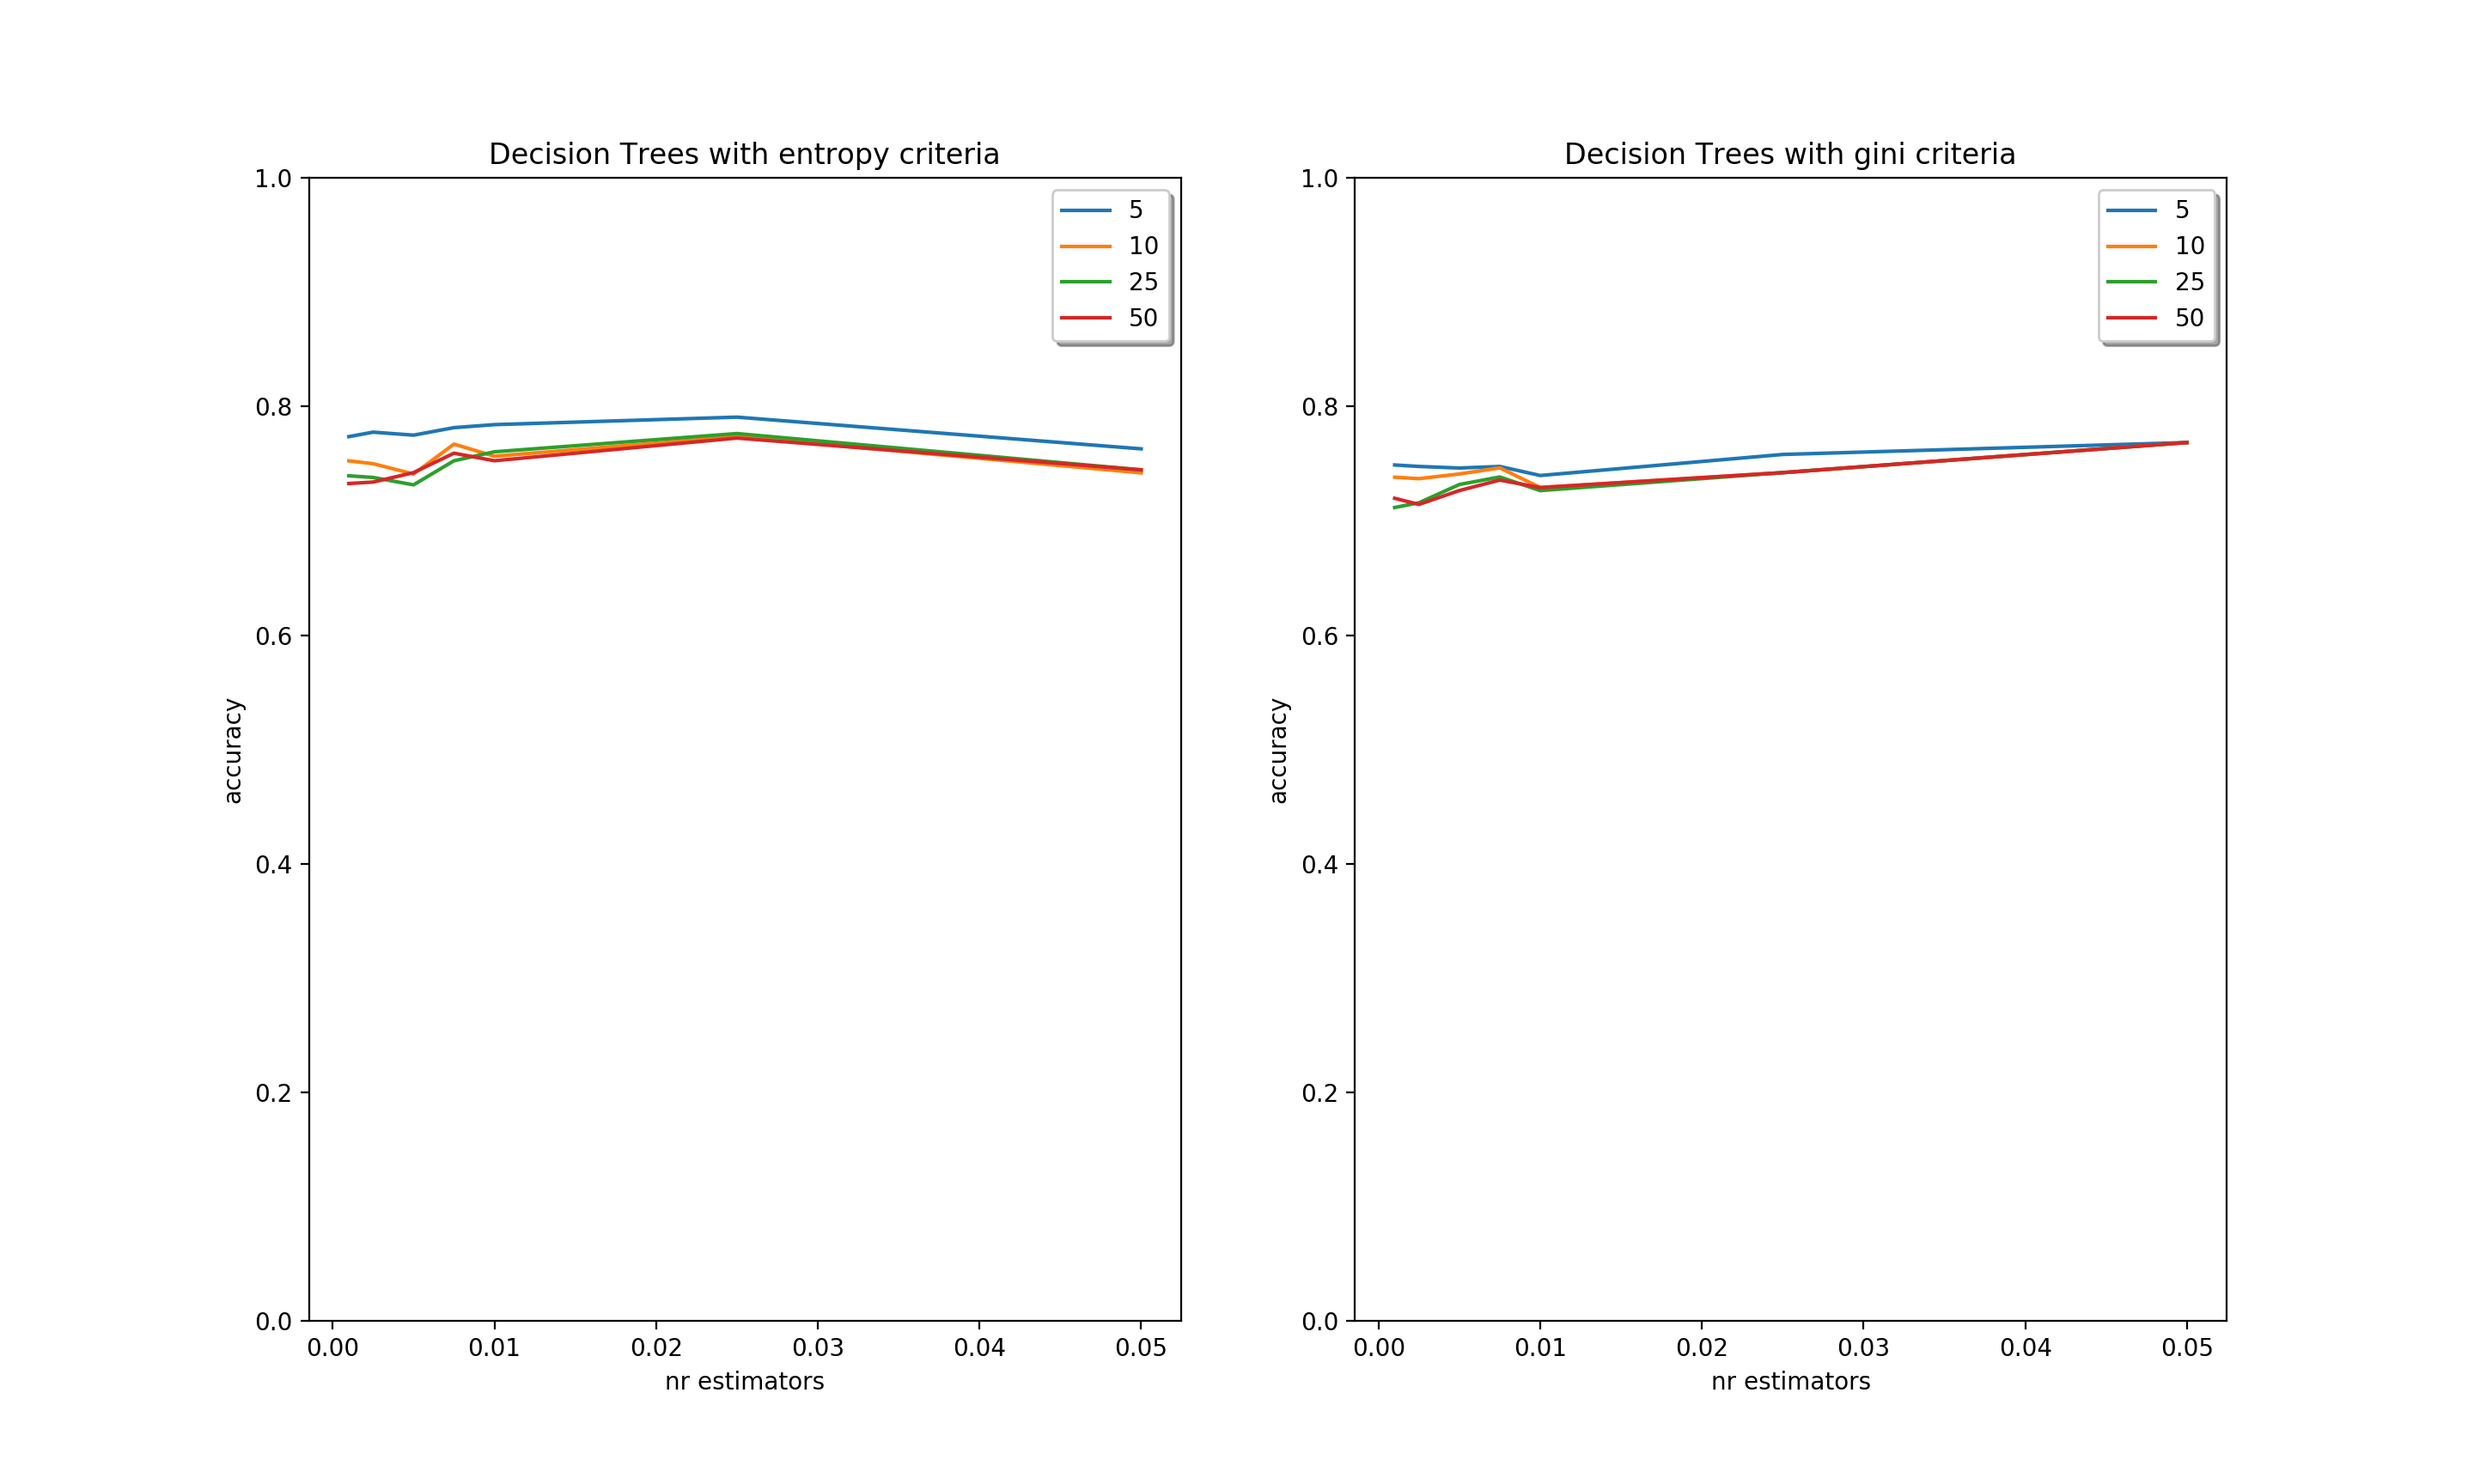 Decision Trees with entropy criteria
1.0
0.8
0.6
0.4
0.2
0.0
accuracy
0.00 0.01 0.02 0.03 0.04 0.05
nr estimators
5
10
25
50
Decision Trees with gini criteria
1.0
0.8
0.6
0.4
0.2
0.0
accuracy
0.00 0.01 0.02 0.03 0.04 0.05
nr estimators
5
10
25
50